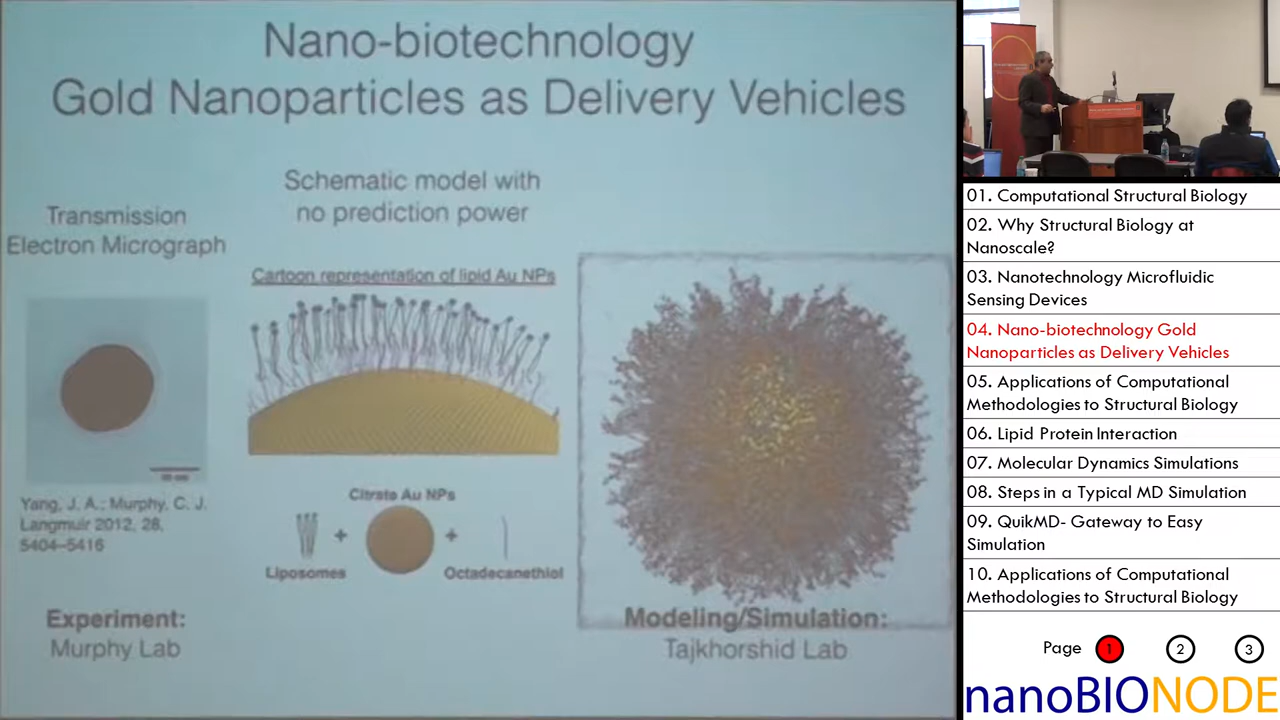 Nano-biotechnology
Gold Nanoparticles as Delivery Vehicles
Schematic model with
no prediction power
Transmission
Electron Micrograph
Cartoon representation of lipid Au NPs
Yang, J. A.; Murphy, C. J.
Langmuir 2012, 28,
5404–5416
Citrate Au NPs
+
+
Liposomes
Octadecanethiol
Experiment:
Murphy Lab
Modeling/Simulation:
Tajkhorshid Lab
01. Computational Structural Biology
02. Why Structural Biology at
Nanoscale?
03. Nanotechnology Microfluidic
Sensing Devices
04. Nano-biotechnology Gold
Nanoparticles as Delivery Vehicles
05. Applications of Computational
Methodologies to Structural Biology
06. Lipid Protein Interaction
07. Molecular Dynamics Simulations
08. Steps in a Typical MD Simulation
09. QuikMD- Gateway to Easy
Simulation
10. Applications of Computational
Methodologies to Structural Biology
Page 1 2 3
nanoBIONODE